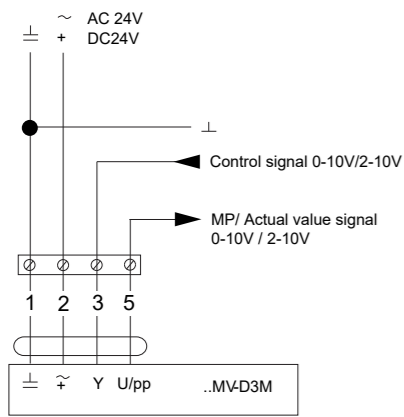 ~ AC 24V
⊥ + DC24V
⊥
Control signal 0-10V/2-10V
MP/ Actual value signal
0-10V / 2-10V
1 2 3 5
⊥ ~+ Y U/pp ..MV-D3M